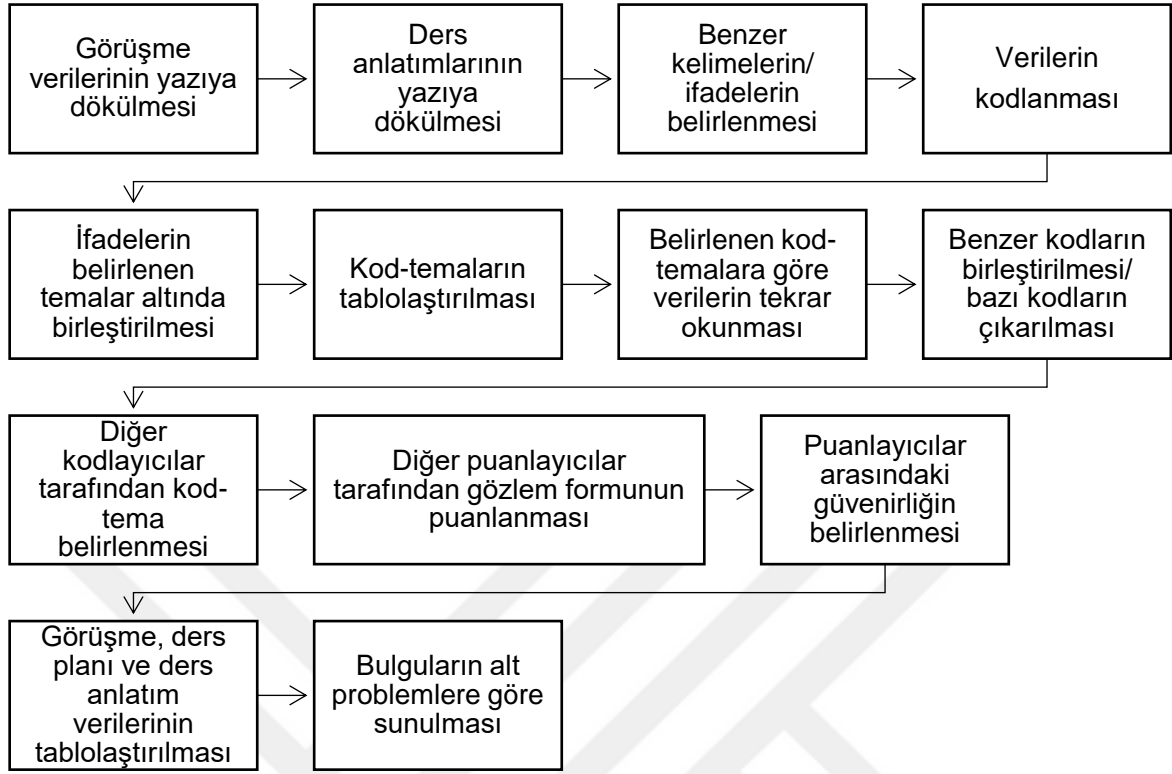 Görüşme
verilerinin yazıya
dökülmesi
Ders
anlatımlarının
yazıya
dökülmesi
Benzer
kelimelerin/
ifadelerin
belirlenmesi
Verilerin
kodlanması
İfadelerin
belirlenen
temalar altında
birleştirilmesi
Kod-temaların
tablolaştırılması
Belirlenen kod-
temalara göre
verilerin tekrar
okunması
Benzer kodların
birleştirilmesi/
bazı kodların
çıkarılması
Diğer
kodlayıcılar
tarafından kod-
tema
belirlenmesi
Diğer puanlayıcılar
tarafından gözlem formunun
puanlanması
Puanlayıcılar
arasındaki
güvenirliğin
belirlenmesi
Görüşme, ders
planı ve ders
anlatım
verilerinin
tablolaştırılması
Bulguların alt
problemlere göre
sunulması